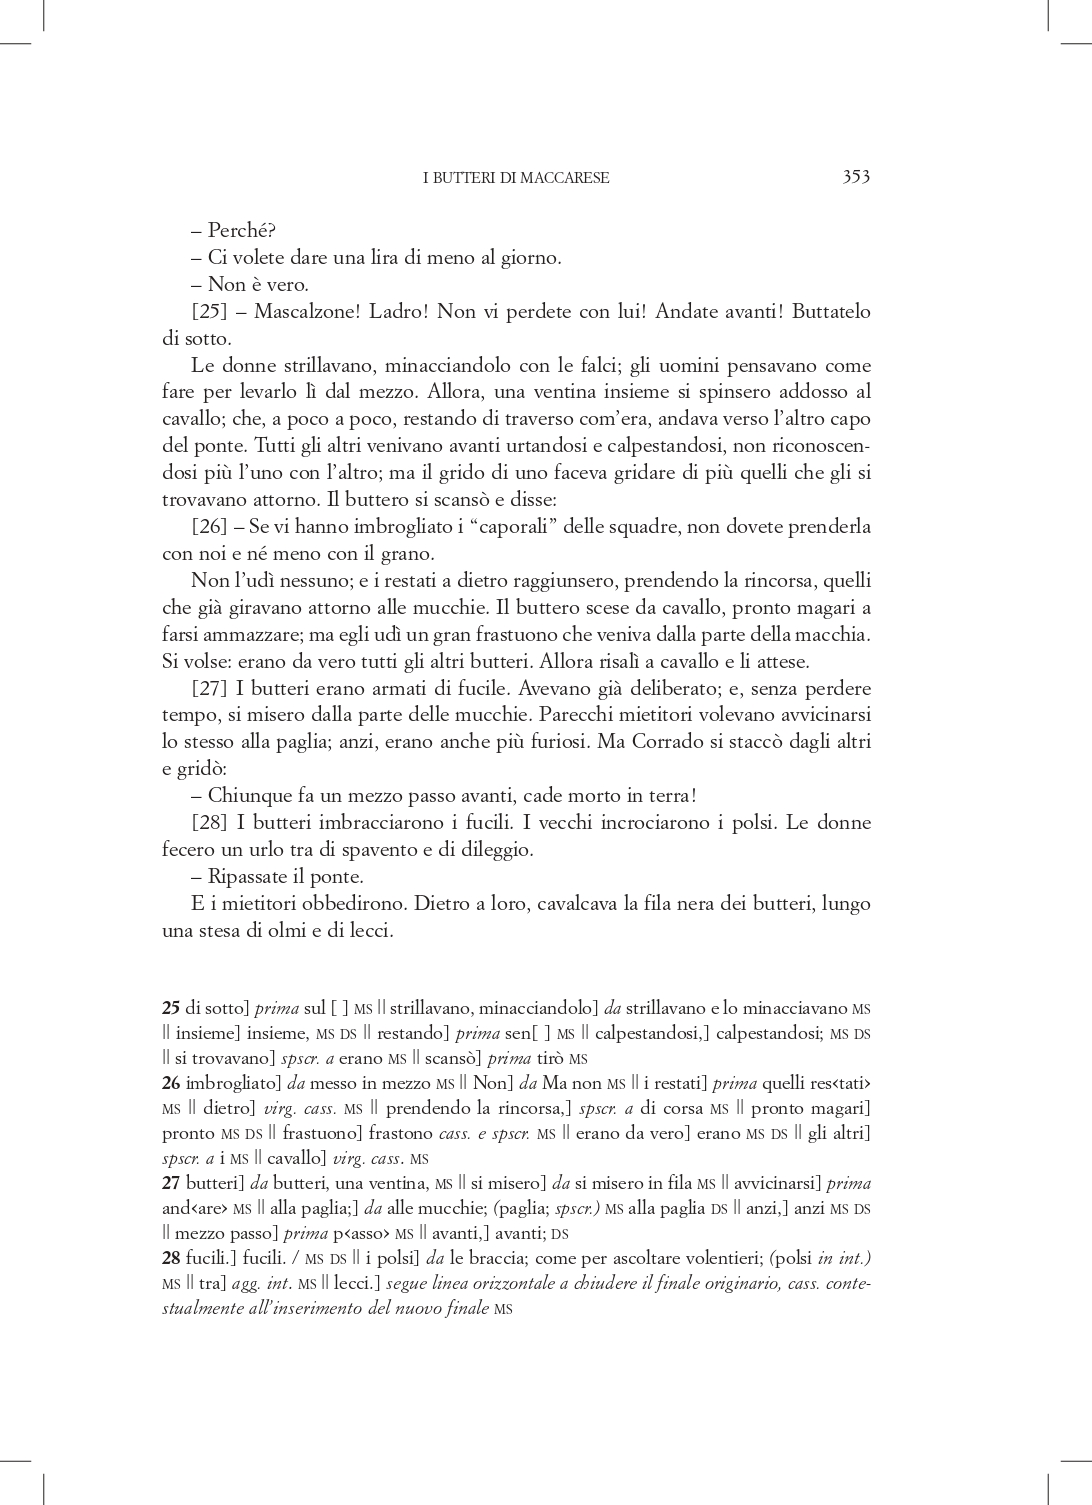 I BUTTERI DI MACCARESE 353
– Perché?
– Ci volete dare una lira di meno al giorno.
– Non è vero.
[25] – Mascalzone! Ladro! Non vi perdete con lui! Andate avanti! Buttatelo
di sotto.
Le donne strillavano, minacciandolo con le falci; gli uomini pensavano come
fare per levarlo lì dal mezzo. Allora, una ventina insieme si spinsero addosso al
cavallo; che, a poco a poco, restando di traverso com’era, andava verso l’altro capo
del ponte. Tutti gli altri venivano avanti urtandosi e calpestandosi, non riconoscen-
dosi più l’uno con l’altro; ma il grido di uno faceva gridare di più quelli che gli si
trovavano attorno. Il buttero si scansò e disse:
[26] – Se vi hanno imbrogliato i “caporali” delle squadre, non dovete prenderla
con noi e né meno con il grano.
Non l’udì nessuno; e i restati a dietro raggiunsero, prendendo la rincorsa, quelli
che già giravano attorno alle mucchie. Il buttero scese da cavallo, pronto magari a
farsi ammazzare; ma egli udì un gran frastuono che veniva dalla parte della macchia.
Si volse: erano da vero tutti gli altri butteri. Allora risalì a cavallo e li attese.
[27] I butteri erano armati di fucile. Avevano già deliberato; e, senza perdere
tempo, si misero dalla parte delle mucchie. Parecchi mietitori volevano avvicinarsi
lo stesso alla paglia; anzi, erano anche più furiosi. Ma Corrado si staccò dagli altri
e gridò:
– Chiunque fa un mezzo passo avanti, cade morto in terra!
[28] I butteri imbracciarono i fucili. I vecchi incrociarono i polsi. Le donne
fecero un urlo tra di spavento e di dileggio.
– Ripassate il ponte.
E i mietitori obbedirono. Dietro a loro, cavalcava la fila nera dei butteri, lungo
una stesa di olmi e di lecci.
25 di sotto] prima sul [ ] MS || strillavano, minacciandolo] da strillavano e lo minacciavano MS
|| insieme] insieme, MS DS || restando] prima sen[ ] MS || calpestandosi,] calpestandosi; MS DS
|| si trovavano] spscr. a erano MS || scansò] prima tirò MS
26 imbrogliato] da messo in mezzo MS || Non] da Ma non MS || i restati] prima quelli res‹tati›
MS || dietro] virg. cass. MS || prendendo la rincorsa,] spscr. a di corsa MS || pronto magari]
pronto MS DS || frastuono] frastono cass. e spscr. MS || erano da vero] erano MS DS || gli altri]
spscr. a i MS || cavallo] virg. cass. MS
27 butteri] da butteri, una ventina, MS || si misero] da si misero in fila MS || avvicinarsi] prima
and‹are› MS || alla paglia;] da alle mucchie; (paglia; spscr.) MS alla paglia DS || anzi,] anzi MS DS
|| mezzo passo] prima p‹asso› MS || avanti,] avanti; DS
28 fucili.] fucili. / MS DS || i polsi] da le braccia; come per ascoltare volentieri; (polsi in int.)
MS || tra] agg. int. MS || lecci.] segue linea orizzontale a chiudere il finale originario, cass. conte-
stualmente all’inserimento del nuovo finale MS